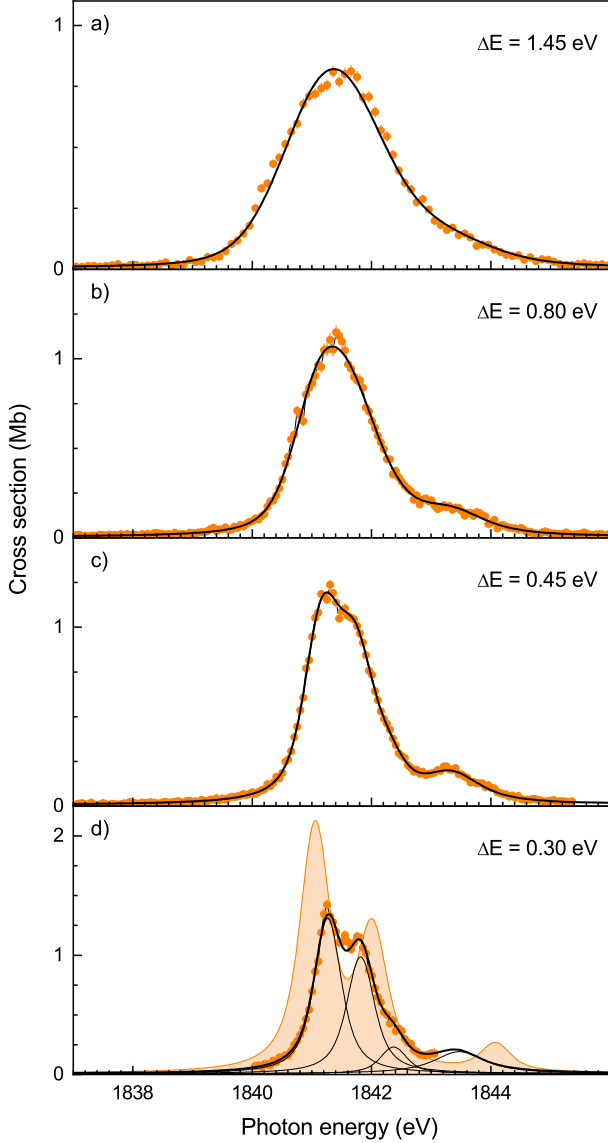 a)
ΔE = 1.45 eV
1
0
b)
ΔE = 0.80 eV
1
0
c)
ΔE = 0.45 eV
1
0
d)
ΔE = 0.30 eV
2
1
0
1838 1840 1842 1844
Photon energy (eV)
Cross section (Mb)